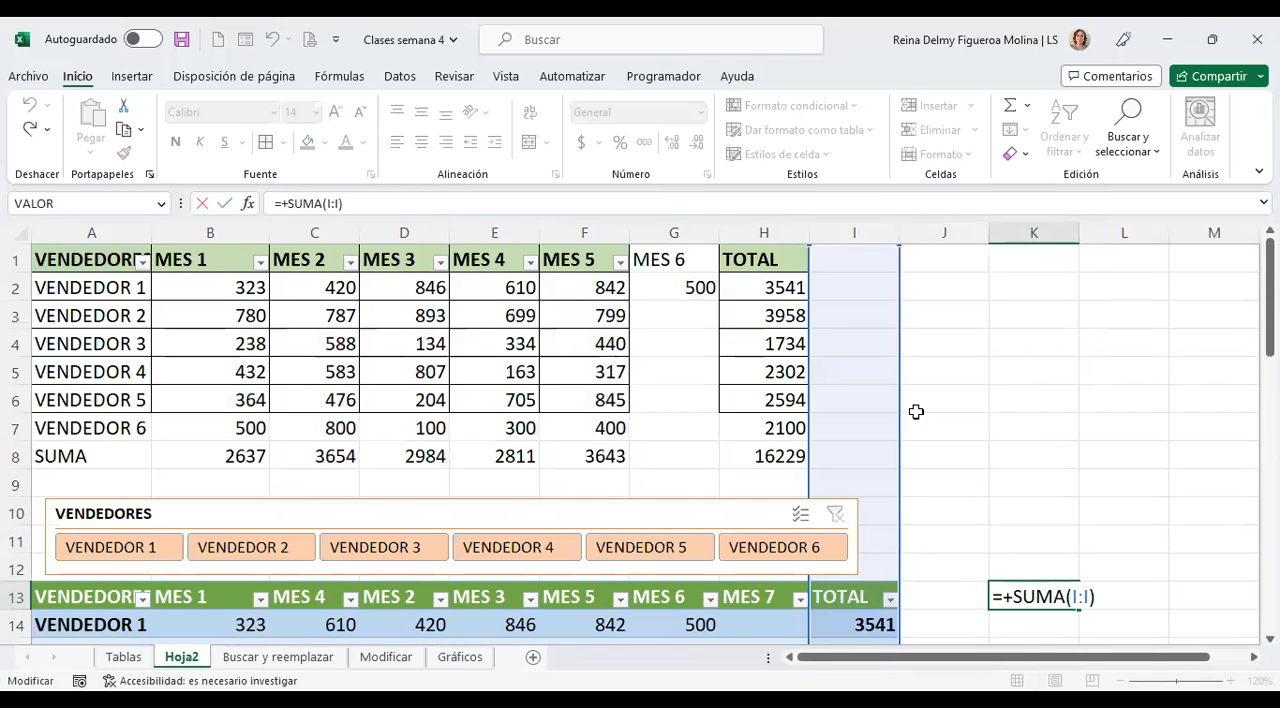 Autoguardado Clases semana 4 Buscar Reina Delmy Figueroa Molina | LS
Archivo Inicio Insertar Disposición de página Fórmulas Datos Revisar Vista Automatizar Programador Ayuda Comentarios Compartir
Pegar Calibri 14 General Formato condicional Insertar Ordenar y filtrar Buscar y seleccionar Analizar datos
N K S $ % 000 Dar formato como tabla Eliminar
Estilos de celda Formato
Deshacer Portapapeles Fuente Alineación Número Estilos Celdas Edición Análisis
VALOR fx =+SUMA(I:I)
A B C D E F G H I J K L M
1 VENDEDORE MES 1 MES 2 MES 3 MES 4 MES 5 MES 6 TOTAL
2 VENDEDOR 1 323 420 846 610 842 500 3541
3 VENDEDOR 2 780 787 893 699 799 3958
4 VENDEDOR 3 238 588 134 334 440 1734
5 VENDEDOR 4 432 583 807 163 317 2302
6 VENDEDOR 5 364 476 204 705 845 2594
7 VENDEDOR 6 500 800 100 300 400 2100
8 SUMA 2637 3654 2984 2811 3643 16229
9
10 VENDEDORES
11 VENDEDOR 1 VENDEDOR 2 VENDEDOR 3 VENDEDOR 4 VENDEDOR 5 VENDEDOR 6
12
13 VENDEDORE MES 1 MES 4 MES 2 MES 3 MES 5 MES 6 MES 7 TOTAL =+SUMA(I:I)
14 VENDEDOR 1 323 610 420 846 842 500 3541
Tablas Hoja2 Buscar y reemplazar Modificar Gráficos
Modificar Accesibilidad: es necesario investigar 120%